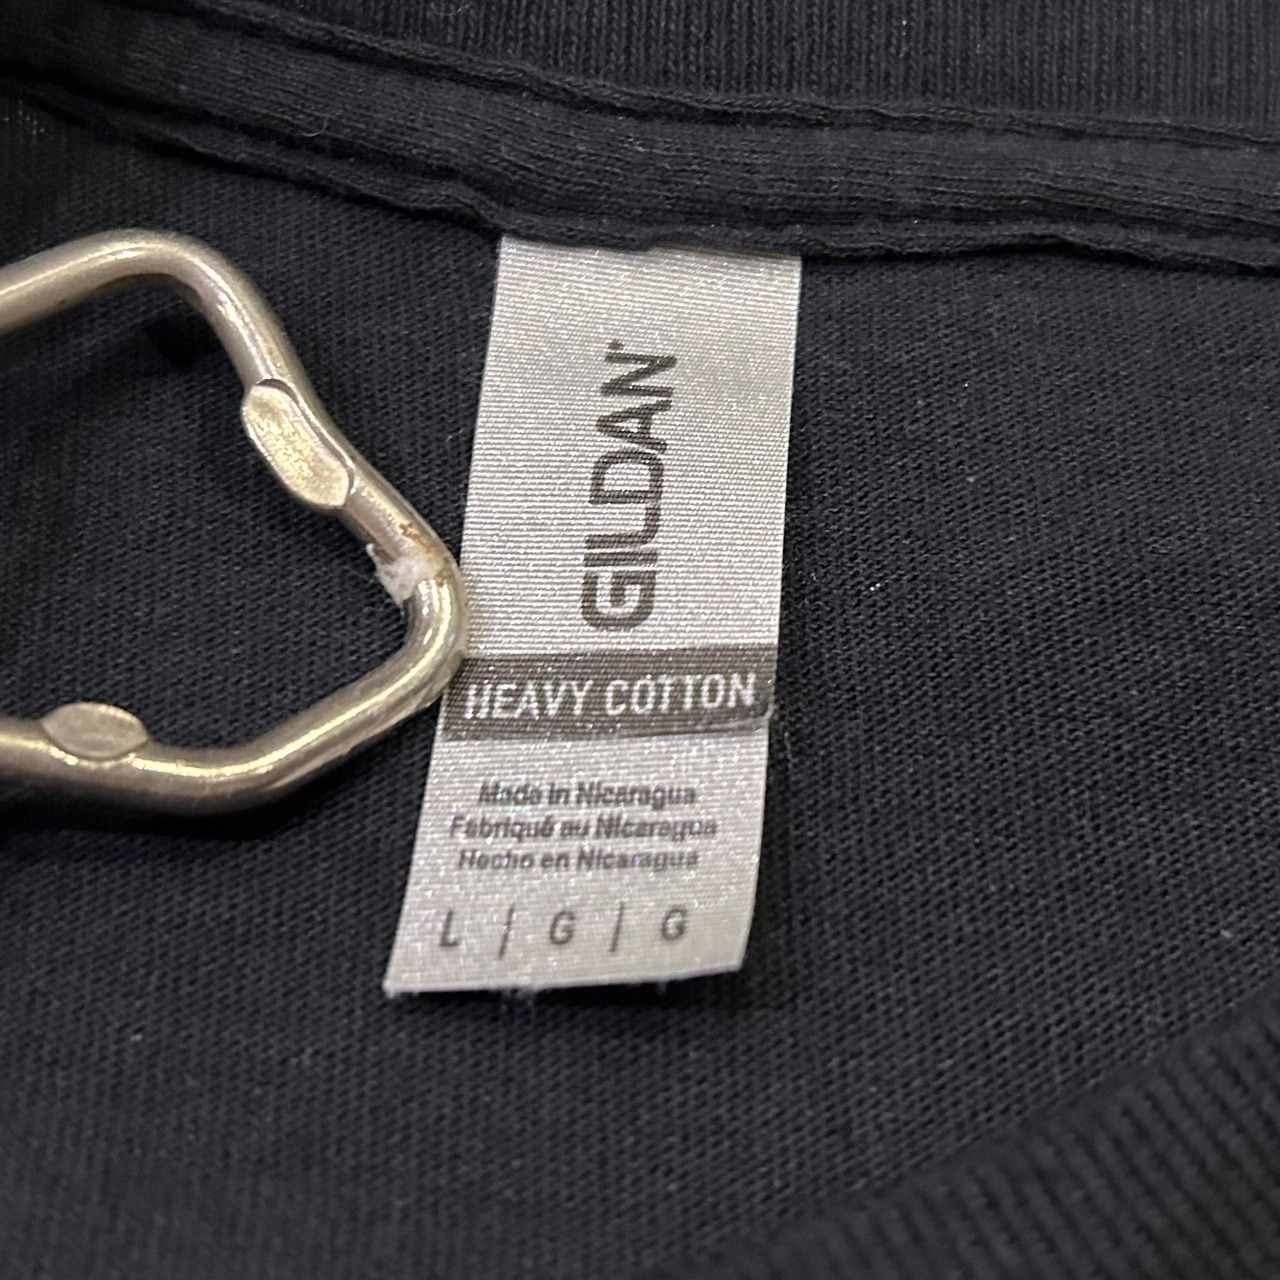 GILDAN
HEAVY COTTON
Made in Nicaragua
Fabriqué au Nicaragua
Hecho en Nicaragua
L | G | G